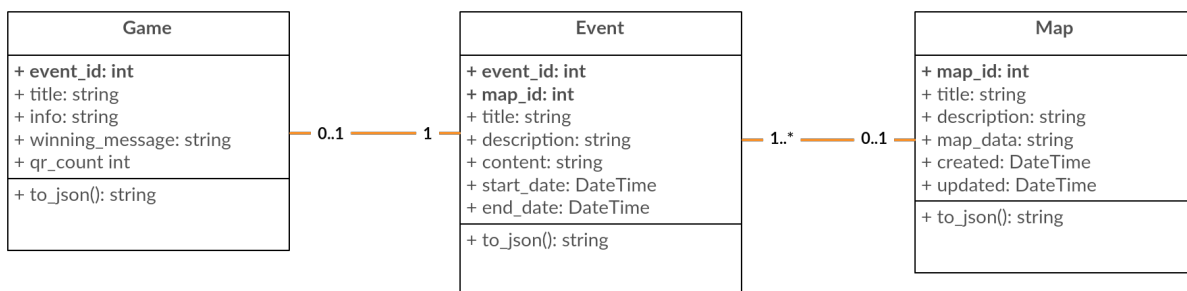 Game
+ event_id: int
+ title: string
+ info: string
+ winning_message: string
+ qr_count int
+ to_json(): string
0..1
1
Event
+ event_id: int
+ map_id: int
+ title: string
+ description: string
+ content: string
+ start_date: DateTime
+ end_date: DateTime
+ to_json(): string
1..*
0..1
Map
+ map_id: int
+ title: string
+ description: string
+ map_data: string
+ created: DateTime
+ updated: DateTime
+ to_json(): string